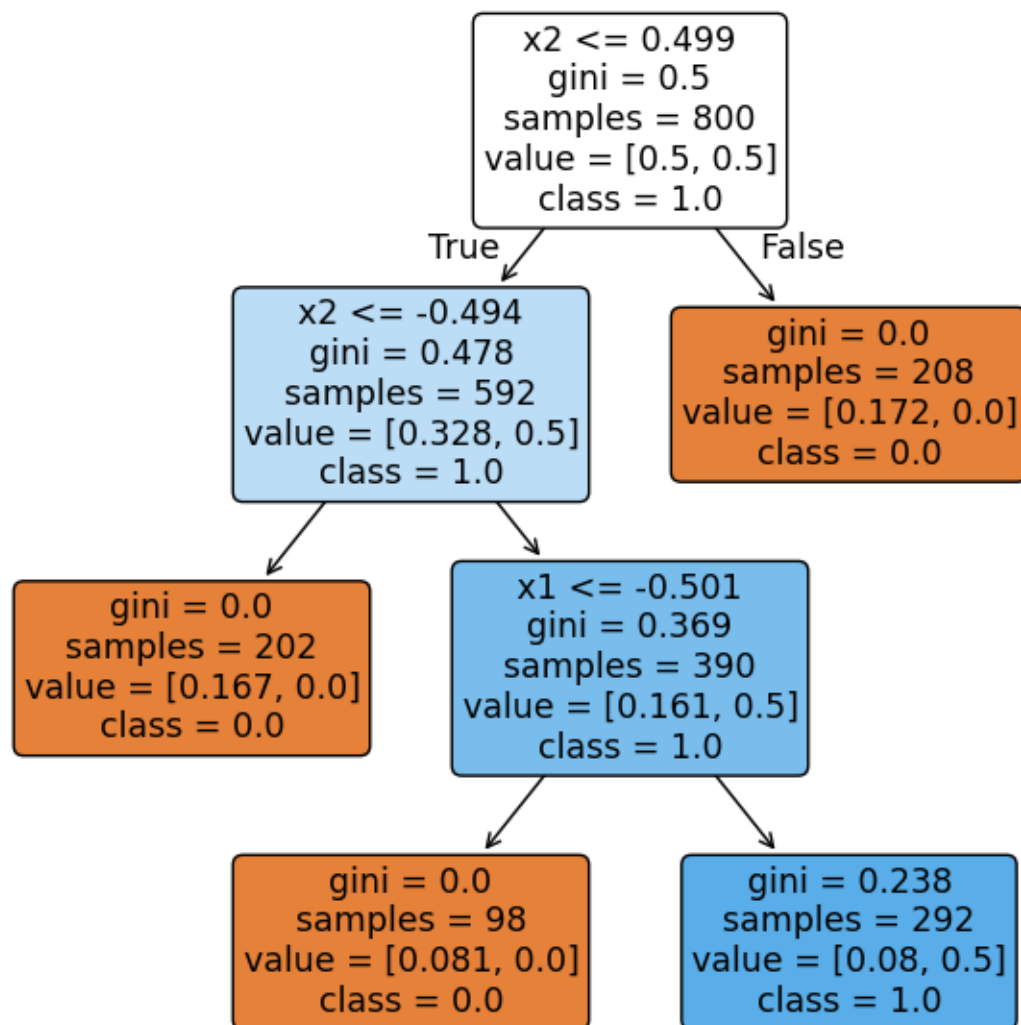 x2 <= 0.499
gini = 0.5
samples = 800
value = [0.5, 0.5]
class = 1.0
True
False
x2 <= -0.494
gini = 0.478
samples = 592
value = [0.328, 0.5]
class = 1.0
gini = 0.0
samples = 208
value = [0.172, 0.0]
class = 0.0
gini = 0.0
samples = 202
value = [0.167, 0.0]
class = 0.0
x1 <= -0.501
gini = 0.369
samples = 390
value = [0.161, 0.5]
class = 1.0
gini = 0.0
samples = 98
value = [0.081, 0.0]
class = 0.0
gini = 0.238
samples = 292
value = [0.08, 0.5]
class = 1.0